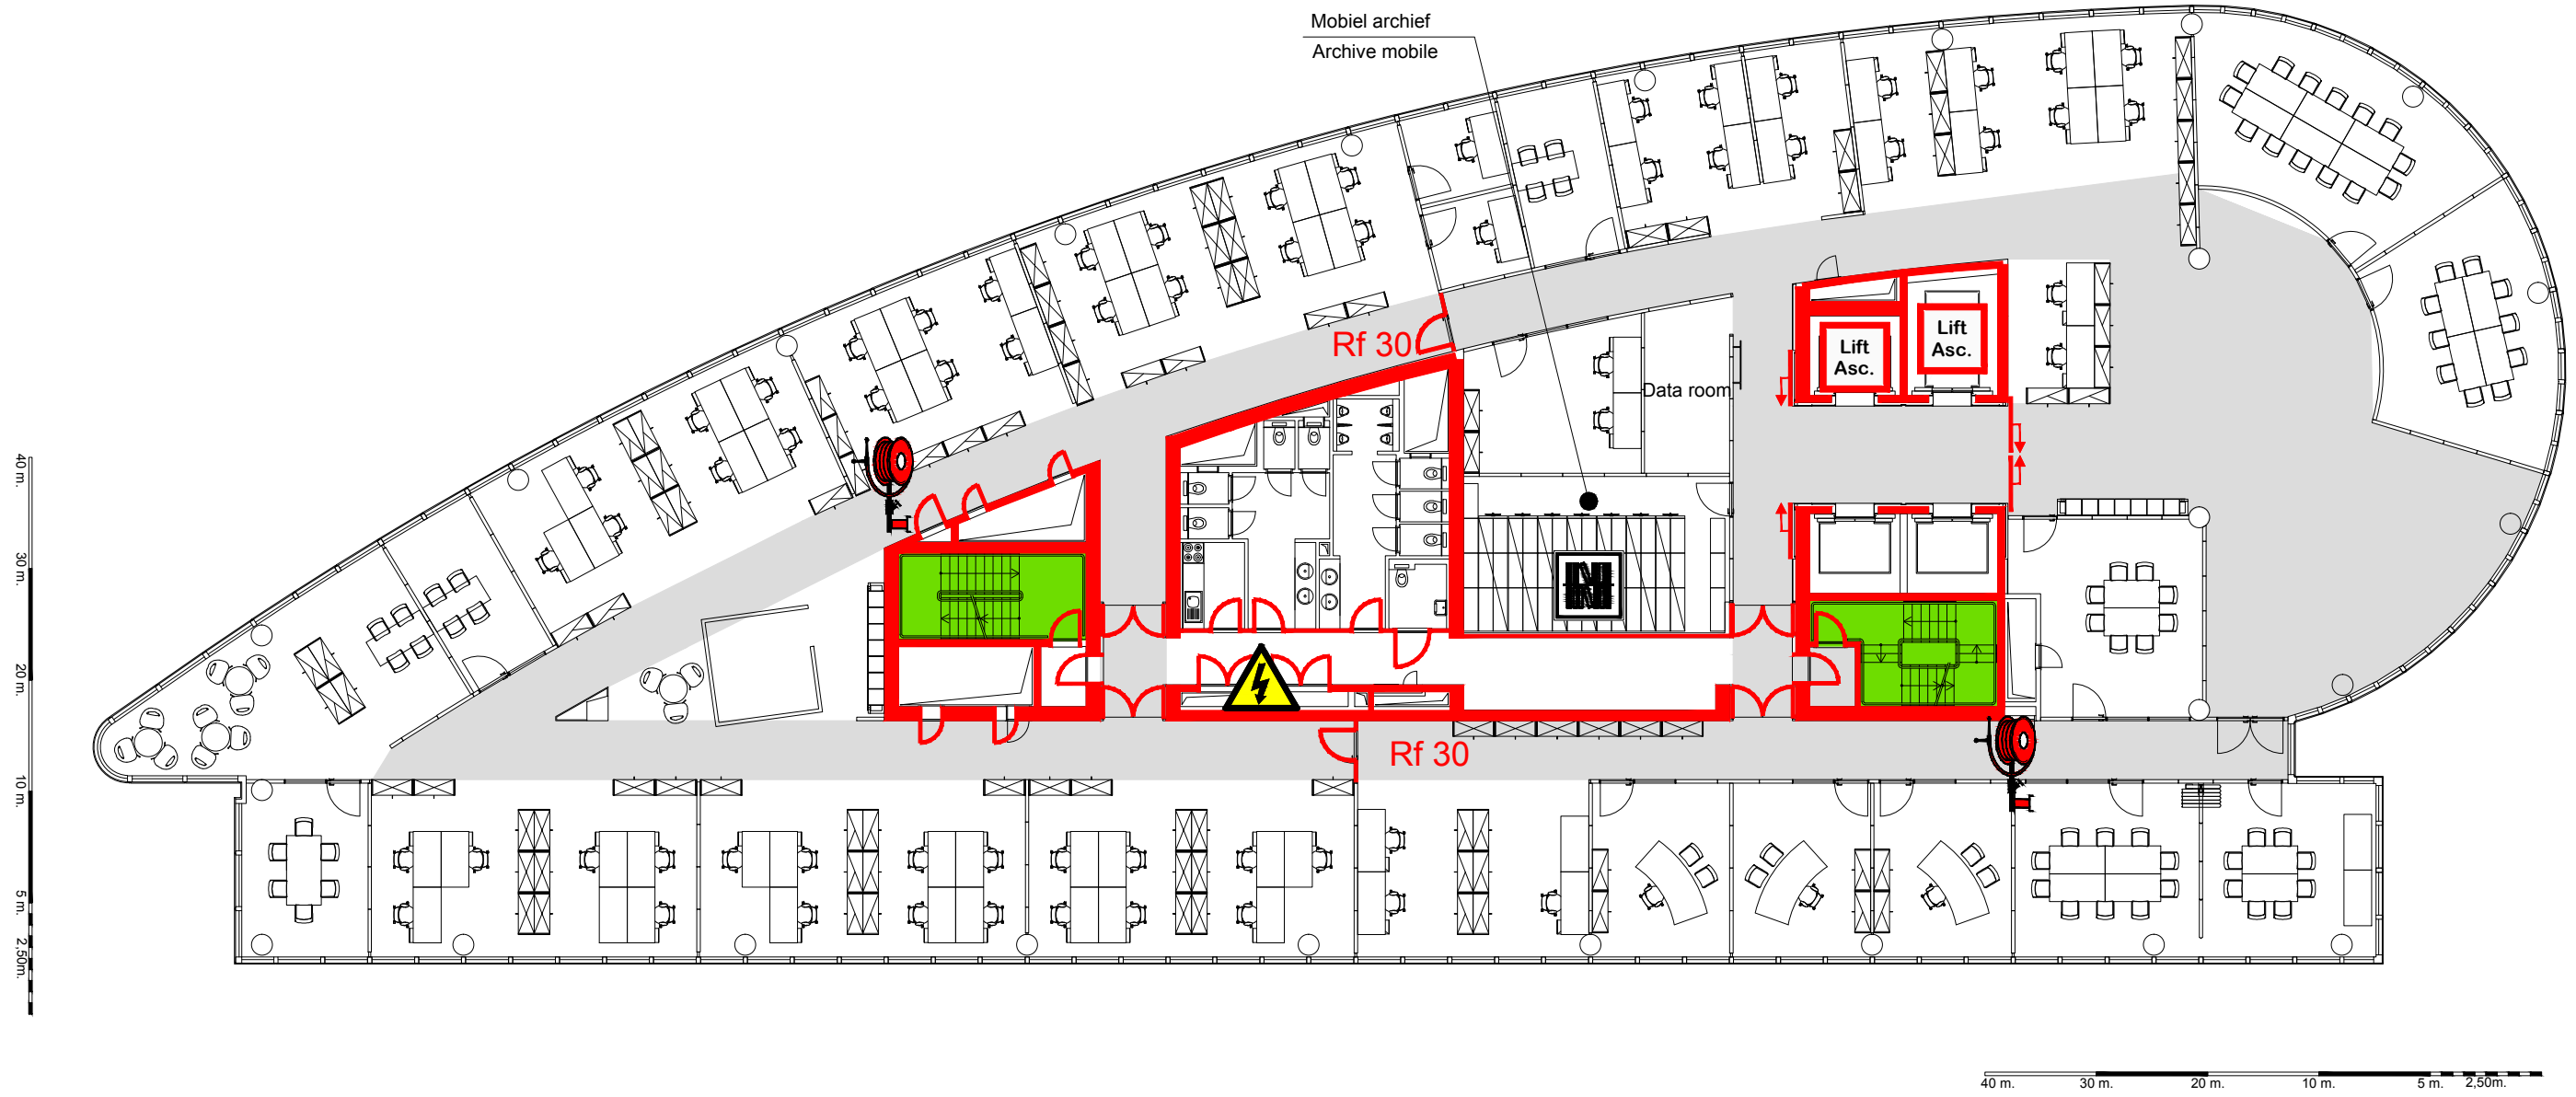 Mobiel archief
Archive mobile
Rf 30
Lift
Asc.
Lift
Asc.
Data room
Rf 30
40 m.
30 m.
20 m.
10 m.
5 m.
2,50m.
40 m.
30 m.
20 m.
10 m.
5 m.
2,50m.